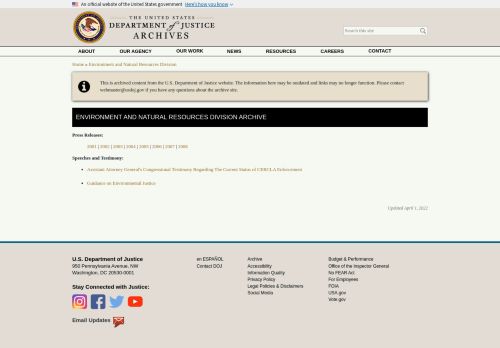 An official website of the United States government Here's how you know
THE UNITED STATES
DEPARTMENT of JUSTICE
ARCHIVES
Search this site
ABOUT OUR AGENCY OUR WORK NEWS RESOURCES CAREERS CONTACT
Home » Environment and Natural Resources Division
This is archived content from the U.S. Department of Justice website. The information here may be outdated and links may no longer function. Please contact
webmaster@usdoj.gov if you have any questions about the archive site.
ENVIRONMENT AND NATURAL RESOURCES DIVISION ARCHIVE
Press Releases:
2001 | 2002 | 2003 | 2004 | 2005 | 2006 | 2007 | 2008
Speeches and Testimony:
Assistant Attorney General's Congressional Testimony Regarding The Current Status of CERCLA Enforcement
Guidance on Environmental Justice
Updated April 1, 2022
U.S. Department of Justice
950 Pennsylvania Avenue, NW
Washington, DC 20530-0001
Stay Connected with Justice:
Email Updates
en ESPAÑOL
Contact DOJ
Archive
Accessibility
Information Quality
Privacy Policy
Legal Policies & Disclaimers
Social Media
Budget & Performance
Office of the Inspector General
No FEAR Act
For Employees
FOIA
USA.gov
Vote.gov